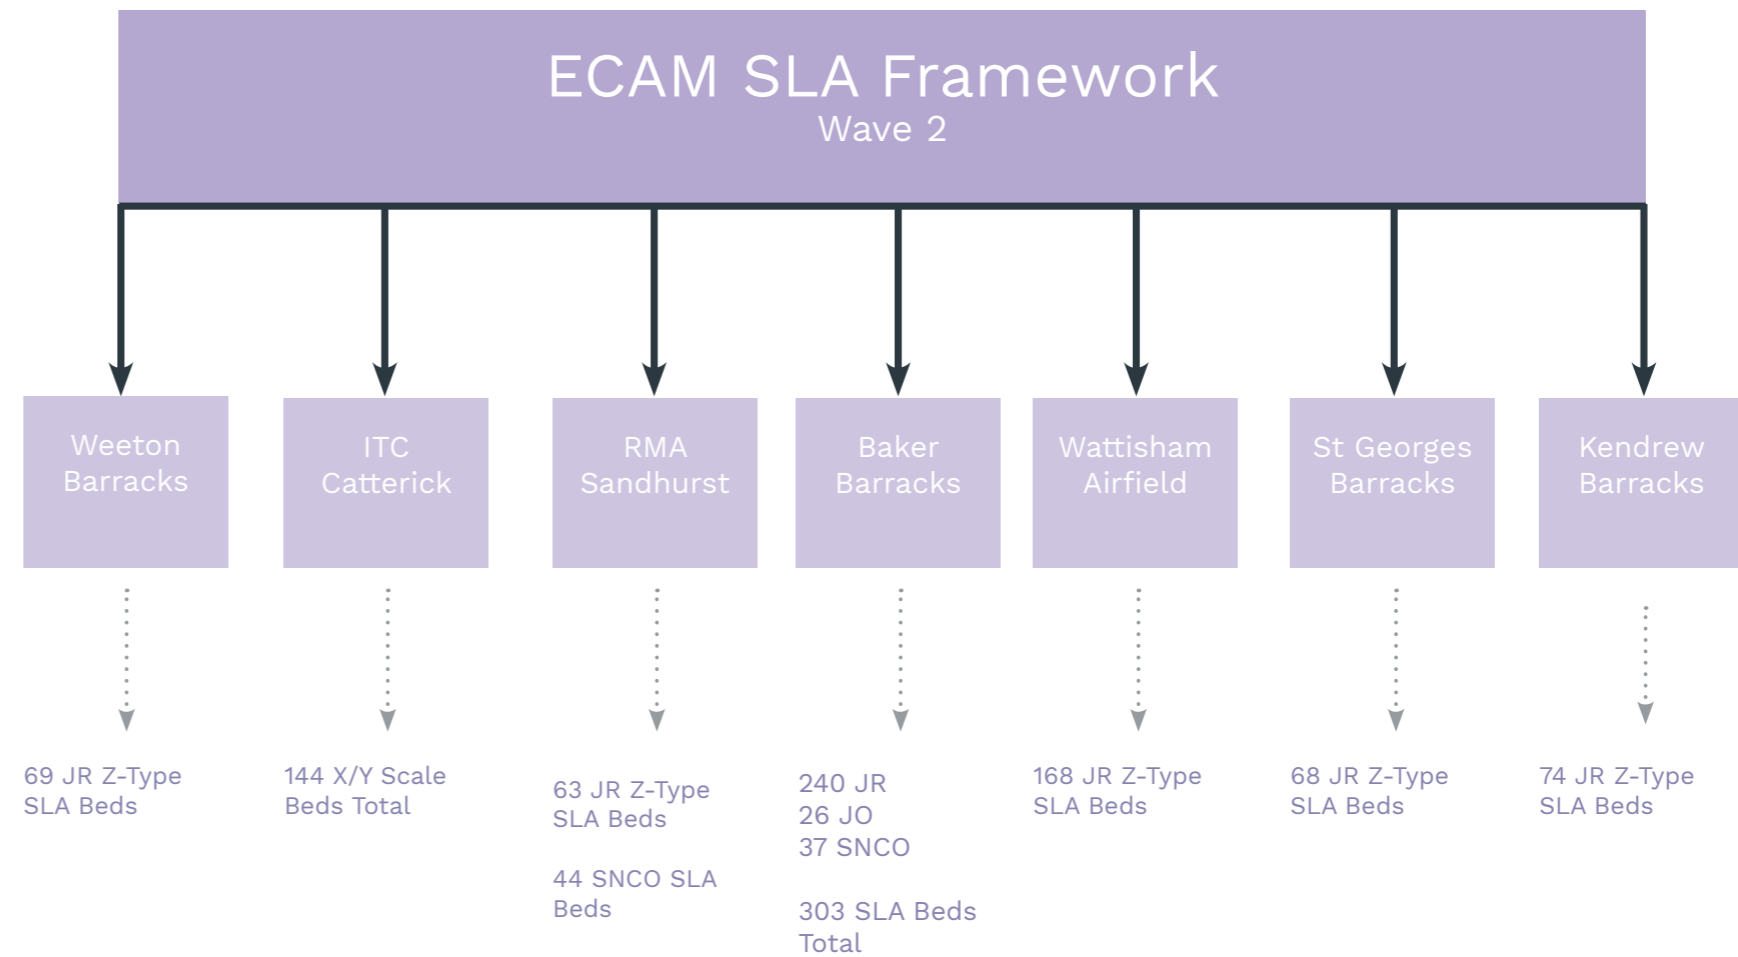 ECAM SLA Framework
Wave 2
Weeton
Barracks
ITC
Catterick
RMA
Sandhurst
Baker
Barracks
Wattisham
Airfield
St Georges
Barracks
Kendrew
Barracks
69 JR Z-Type
SLA Beds
144 X/Y Scale
Beds Total
63 JR Z-Type
SLA Beds
44 SNCO SLA
Beds
240 JR
26 JO
37 SNCO
303 SLA Beds
Total
168 JR Z-Type
SLA Beds
68 JR Z-Type
SLA Beds
74 JR Z-Type
SLA Beds